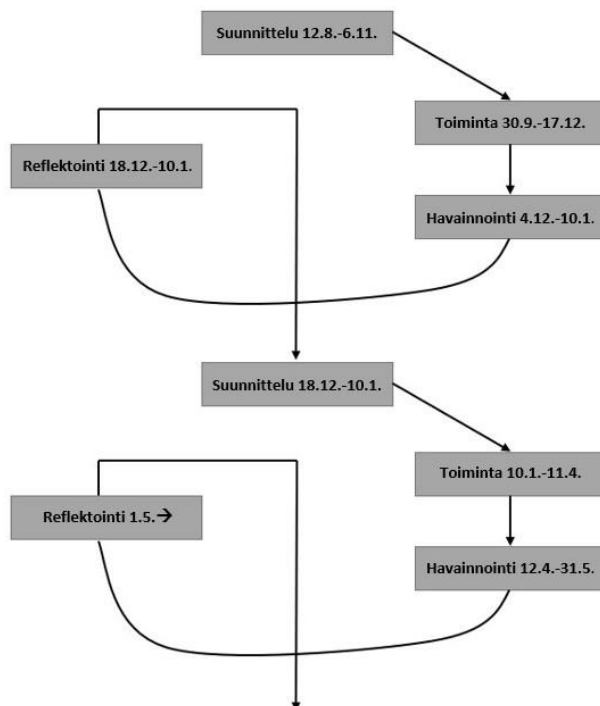 Suunnittelu 12.8.-6.11.
Toiminta 30.9.-17.12.
Reflektointi 18.12.-10.1.
Havainnointi 4.12.-10.1.
Suunnittelu 18.12.-10.1.
Toiminta 10.1.-11.4.
Reflektointi 1.5.→
Havainnointi 12.4.-31.5.